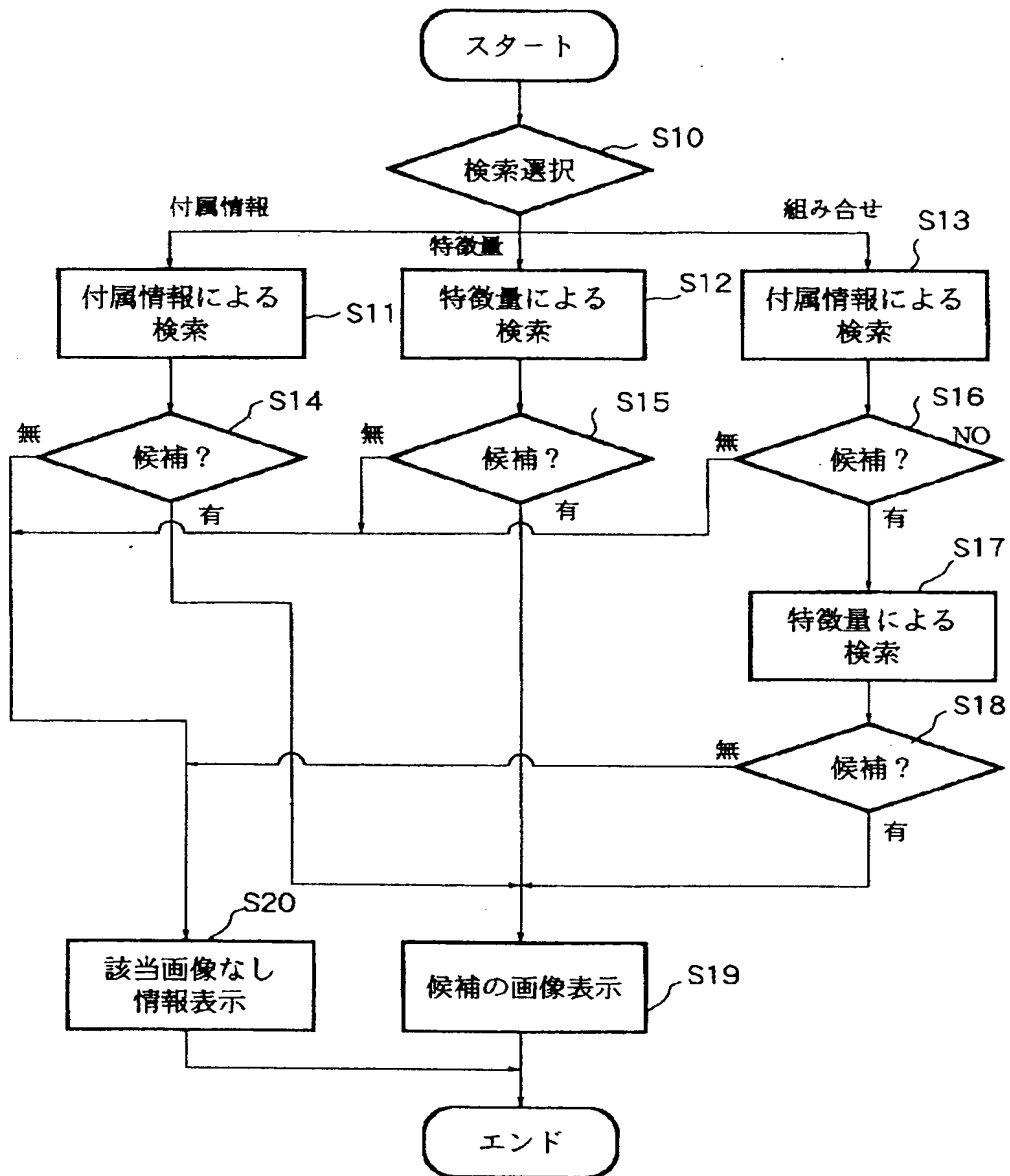 スタート
S10
検索選択
付属情報
特徴量
組み合せ
S13
付属情報による
検索
S11
特徴量による
検索
S12
付属情報による
検索
S14
無
候補？
有
S15
無
候補？
有
S16
無
候補？
NO
有
S17
特徴量による
検索
S18
無
候補？
有
S20
該当画像なし
情報表示
候補の画像表示
S19
エンド